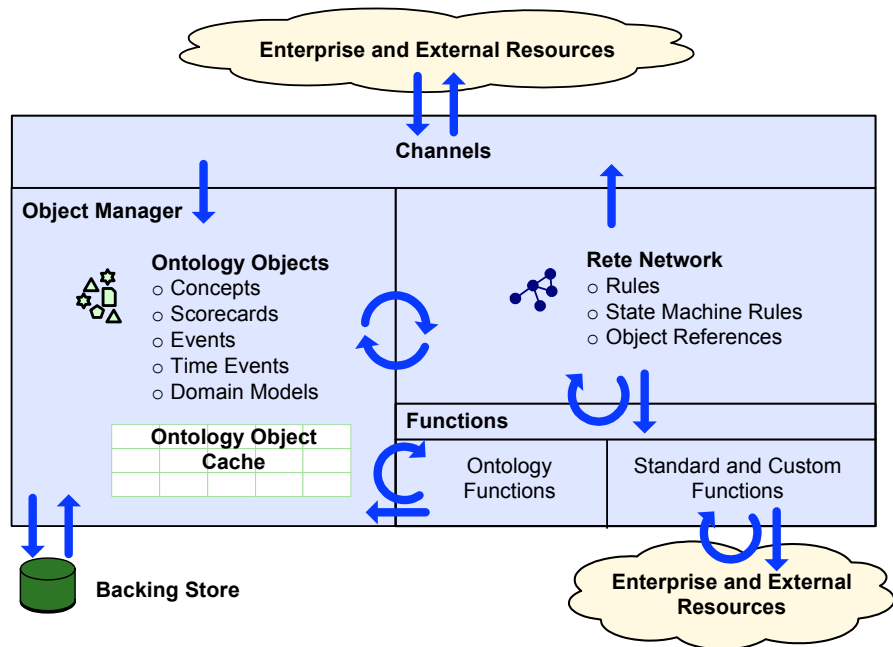 Enterprise and External Resources
Channels
Object Manager
Ontology Objects
○ Concepts
○ Scorecards
○ Events
○ Time Events
○ Domain Models
Ontology Object
Cache
Rete Network
○ Rules
○ State Machine Rules
○ Object References
Functions
Ontology
Functions
Standard and Custom
Functions
Backing Store
Enterprise and External
Resources